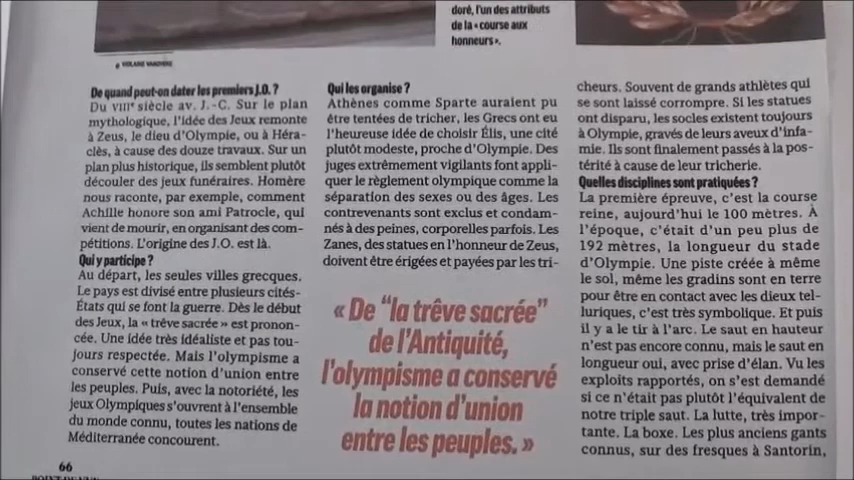 doré, l'un des attributs
de la « course aux
honneurs ».
De quand peut-on dater les premiers J.O. ?
Du VIIIe siècle av. J.-C. Sur le plan
mythologique, l'idée des Jeux remonte
à Zeus, le dieu d'Olympie, ou à Héra-
clès, à cause des douze travaux. Sur un
plan plus historique, ils semblent plutôt
découler des jeux funéraires. Homère
nous raconte, par exemple, comment
Achille honore son ami Patrocle, qui
vient de mourir, en organisant des com-
pétitions. L'origine des J.O. est là.
Qui y participe ?
Au départ, les seules villes grecques.
Le pays est divisé entre plusieurs cités-
États qui se font la guerre. Dès le début
des Jeux, la « trêve sacrée » est pronon-
cée. Une idée très idéaliste et pas tou-
jours respectée. Mais l'olympisme a
conservé cette notion d'union entre
les peuples. Puis, avec la notoriété, les
jeux Olympiques s'ouvrent à l'ensemble
du monde connu, toutes les nations de
Méditerranée concourent.
66
Qui les organise ?
Athènes comme Sparte auraient pu
être tentées de tricher, les Grecs ont eu
l'heureuse idée de choisir Élis, une cité
plutôt modeste, proche d'Olympie. Des
juges extrêmement vigilants font appli-
quer le règlement olympique comme la
séparation des sexes ou des âges. Les
contrevenants sont exclus et condam-
nés à des peines, corporelles parfois. Les
Zanes, des statues en l'honneur de Zeus,
doivent être érigées et payées par les tri-
« De "la trêve sacrée"
de l'Antiquité,
l'olympisme a conservé
la notion d'union
entre les peuples. »
cheurs. Souvent de grands athlètes qui
se sont laissé corrompre. Si les statues
ont disparu, les socles existent toujours
à Olympie, gravés de leurs aveux d'infa-
mie. Ils sont finalement passés à la pos-
térité à cause de leur tricherie.
Quelles disciplines sont pratiquées ?
La première épreuve, c'est la course
reine, aujourd'hui le 100 mètres. À
l'époque, c'était d'un peu plus de
192 mètres, la longueur du stade
d'Olympie. Une piste créée à même
le sol, même les gradins sont en terre
pour être en contact avec les dieux tel-
luriques, c'est très symbolique. Et puis
il y a le tir à l'arc. Le saut en hauteur
n'est pas encore connu, mais le saut en
longueur oui, avec prise d'élan. Vu les
exploits rapportés, on s'est demandé
si ce n'était pas plutôt l'équivalent de
notre triple saut. La lutte, très impor-
tante. La boxe. Les plus anciens gants
connus, sur des fresques à Santorin,